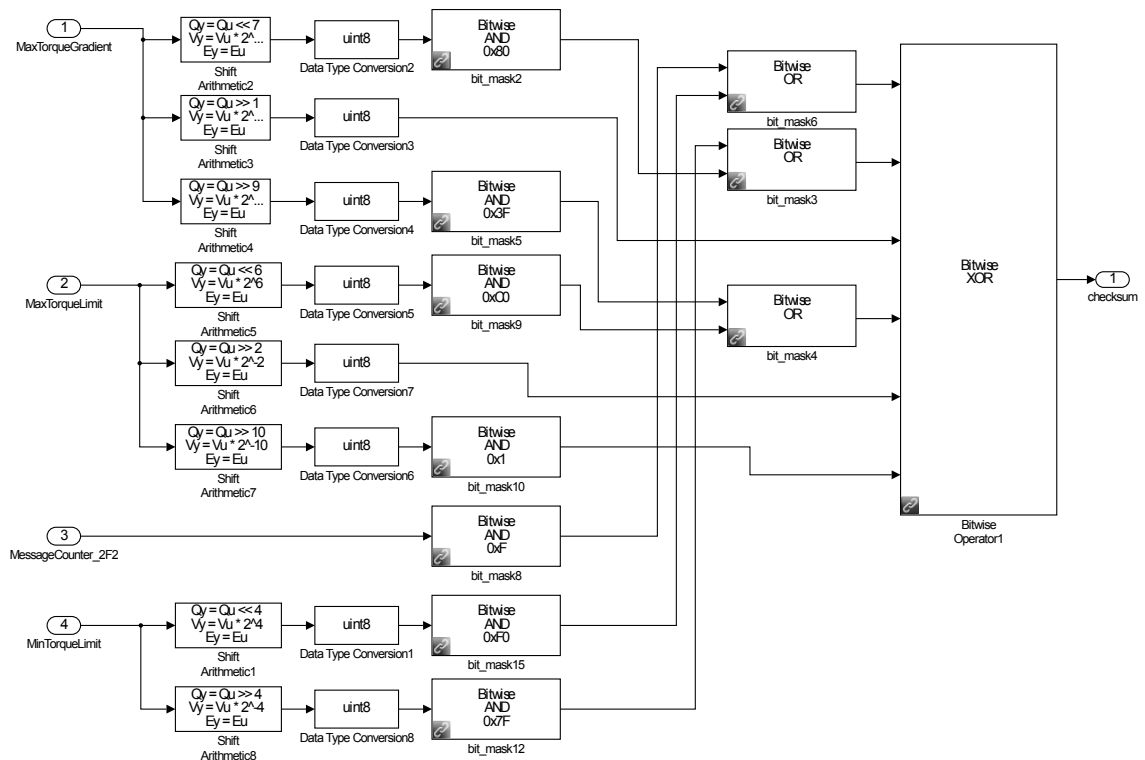 1
MaxTorqueGradient
Qy = Qu << 7
Vy = Vu * 2^...
Ey = Eu
Shift
Arithmetic2
uint8
Data Type Conversion2
Bitwise
AND
0x80
bit_mask2
Qy = Qu >> 1
Vy = Vu * 2^...
Ey = Eu
Shift
Arithmetic3
uint8
Data Type Conversion3
Qy = Qu >> 9
Vy = Vu * 2^...
Ey = Eu
Shift
Arithmetic4
uint8
Data Type Conversion4
Bitwise
AND
0x3F
bit_mask5
2
MaxTorqueLimit
Qy = Qu << 6
Vy = Vu * 2^6
Ey = Eu
Shift
Arithmetic5
uint8
Data Type Conversion5
Bitwise
AND
0xC0
bit_mask9
Qy = Qu >> 2
Vy = Vu * 2^-2
Ey = Eu
Shift
Arithmetic6
uint8
Data Type Conversion7
Qy = Qu >> 10
Vy = Vu * 2^-10
Ey = Eu
Shift
Arithmetic7
uint8
Data Type Conversion6
Bitwise
AND
0x1
bit_mask10
3
MessageCounter_2F2
Bitwise
AND
0xF
bit_mask8
4
MinTorqueLimit
Qy = Qu << 4
Vy = Vu * 2^4
Ey = Eu
Shift
Arithmetic1
uint8
Data Type Conversion1
Bitwise
AND
0xF0
bit_mask15
Qy = Qu >> 4
Vy = Vu * 2^-4
Ey = Eu
Shift
Arithmetic8
uint8
Data Type Conversion8
Bitwise
AND
0x7F
bit_mask12
Bitwise
OR
bit_mask6
Bitwise
OR
bit_mask3
Bitwise
OR
bit_mask4
Bitwise
XOR
Bitwise
Operator1
1
checksum